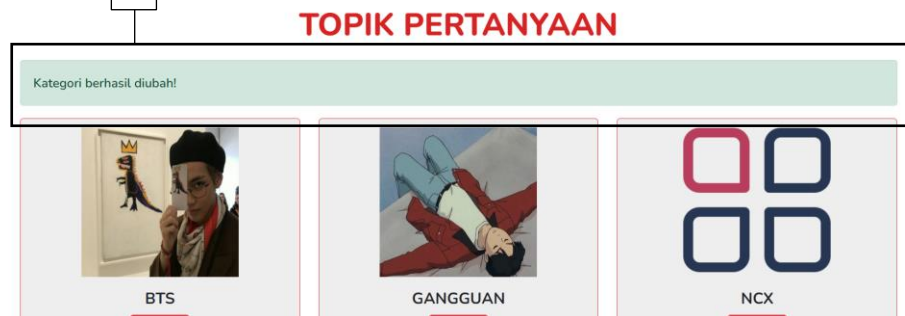 TOPIK PERTANYAAN
Kategori berhasil diubah!
BTS
GANGGUAN
NCX